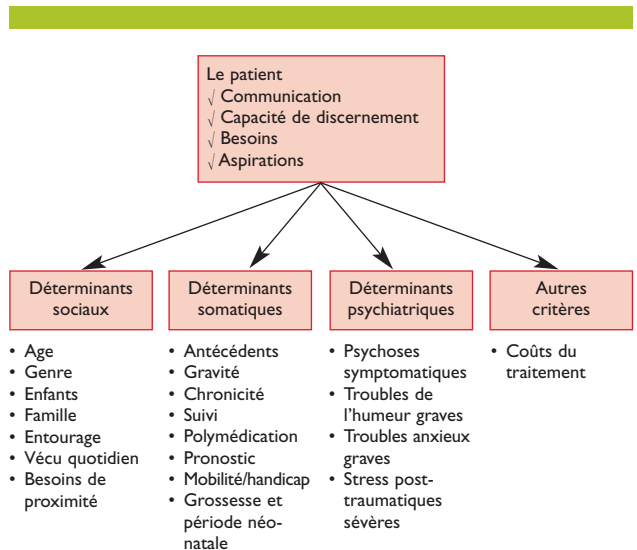 Le patient
√ Communication
√ Capacité de discernement
√ Besoins
√ Aspirations
Déterminants
sociaux
• Age
• Genre
• Enfants
• Famille
• Entourage
• Vécu quotidien
• Besoins de
proximité
Déterminants
somatiques
• Antécédents
• Gravité
• Chronicité
• Suivi
• Polymédication
• Pronostic
• Mobilité/handicap
• Grossesse et
période néo-
natale
Déterminants
psychiatriques
• Psychoses
symptomatiques
• Troubles de
l'humeur graves
• Troubles anxieux
graves
• Stress post-
traumatiques
sévères
Autres
critères
• Coûts du
traitement